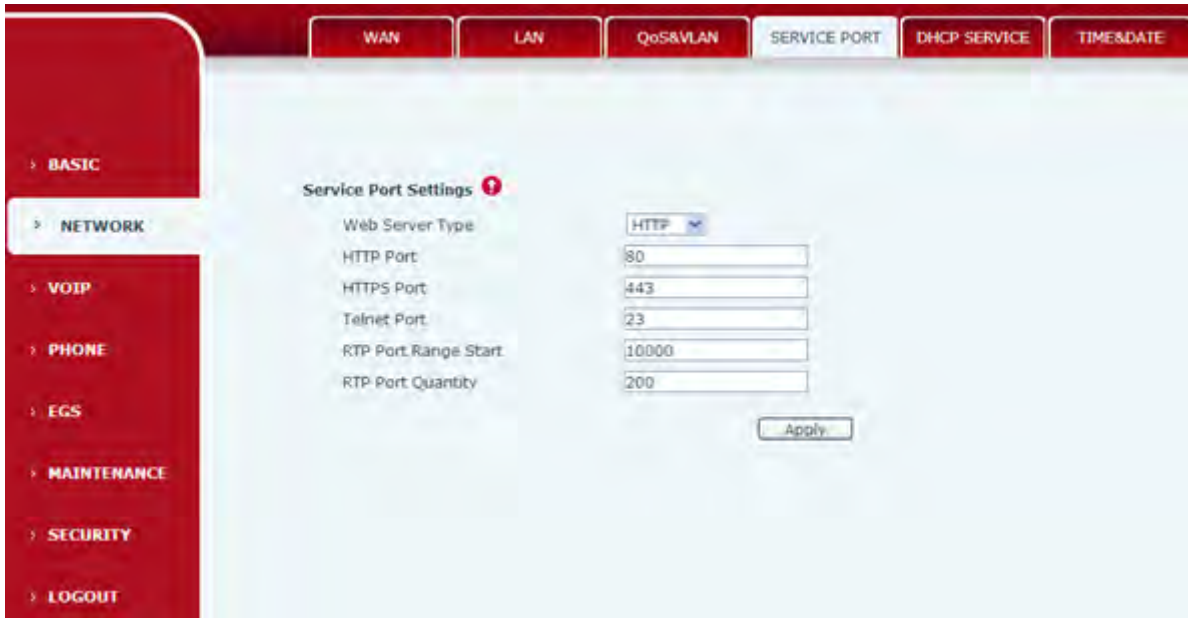 WAN LAN QoS&VLAN SERVICE PORT DHCP SERVICE TIME&DATE
› BASIC
Service Port Settings
› NETWORK
Web Server Type HTTP
HTTP Port 80
› VOIP
HTTPS Port 443
Telnet Port 23
› PHONE
RTP Port Range Start 10000
RTP Port Quantity 200
› EGS
Apply
› MAINTENANCE
› SECURITY
› LOGOUT